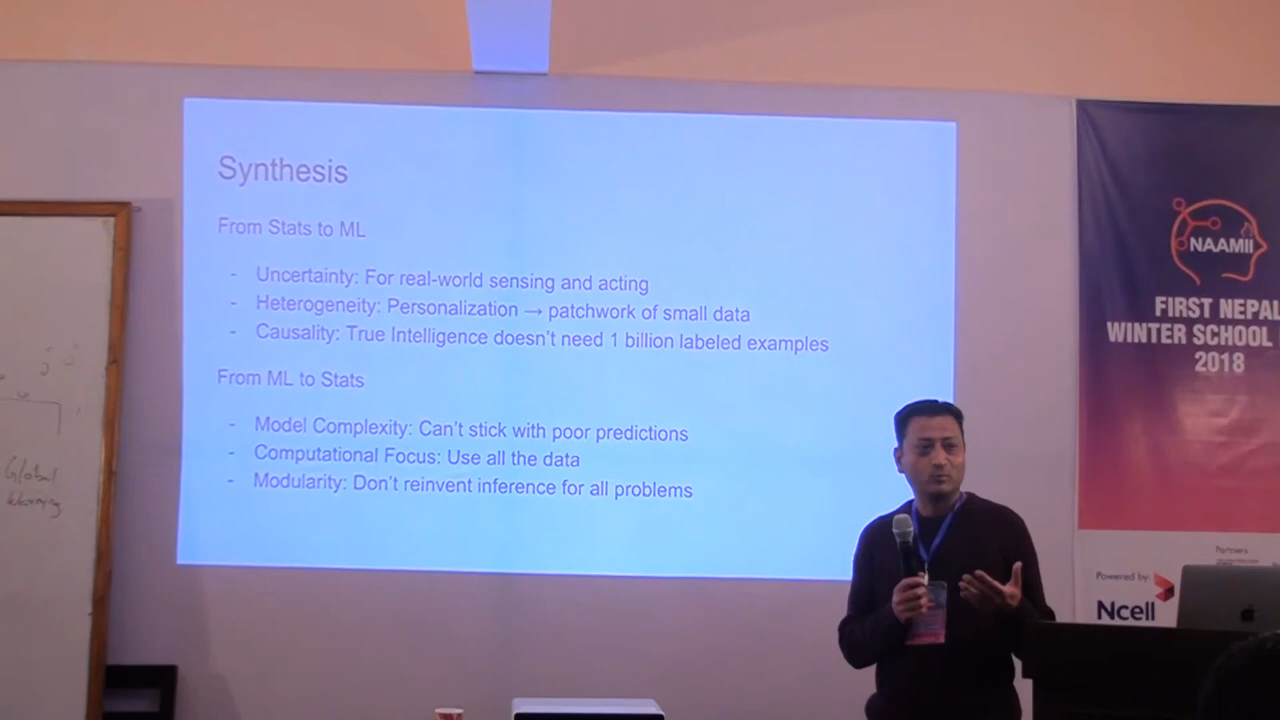 Synthesis
From Stats to ML
- Uncertainty: For real-world sensing and acting
- Heterogeneity: Personalization → patchwork of small data
- Causality: True Intelligence doesn't need 1 billion labeled examples
From ML to Stats
- Model Complexity: Can't stick with poor predictions
- Computational Focus: Use all the data
- Modularity: Don't reinvent inference for all problems
Global
NAAMII
FIRST NEPAL
WINTER SCHOOL
2018
Partners
Powered by:
Ncell